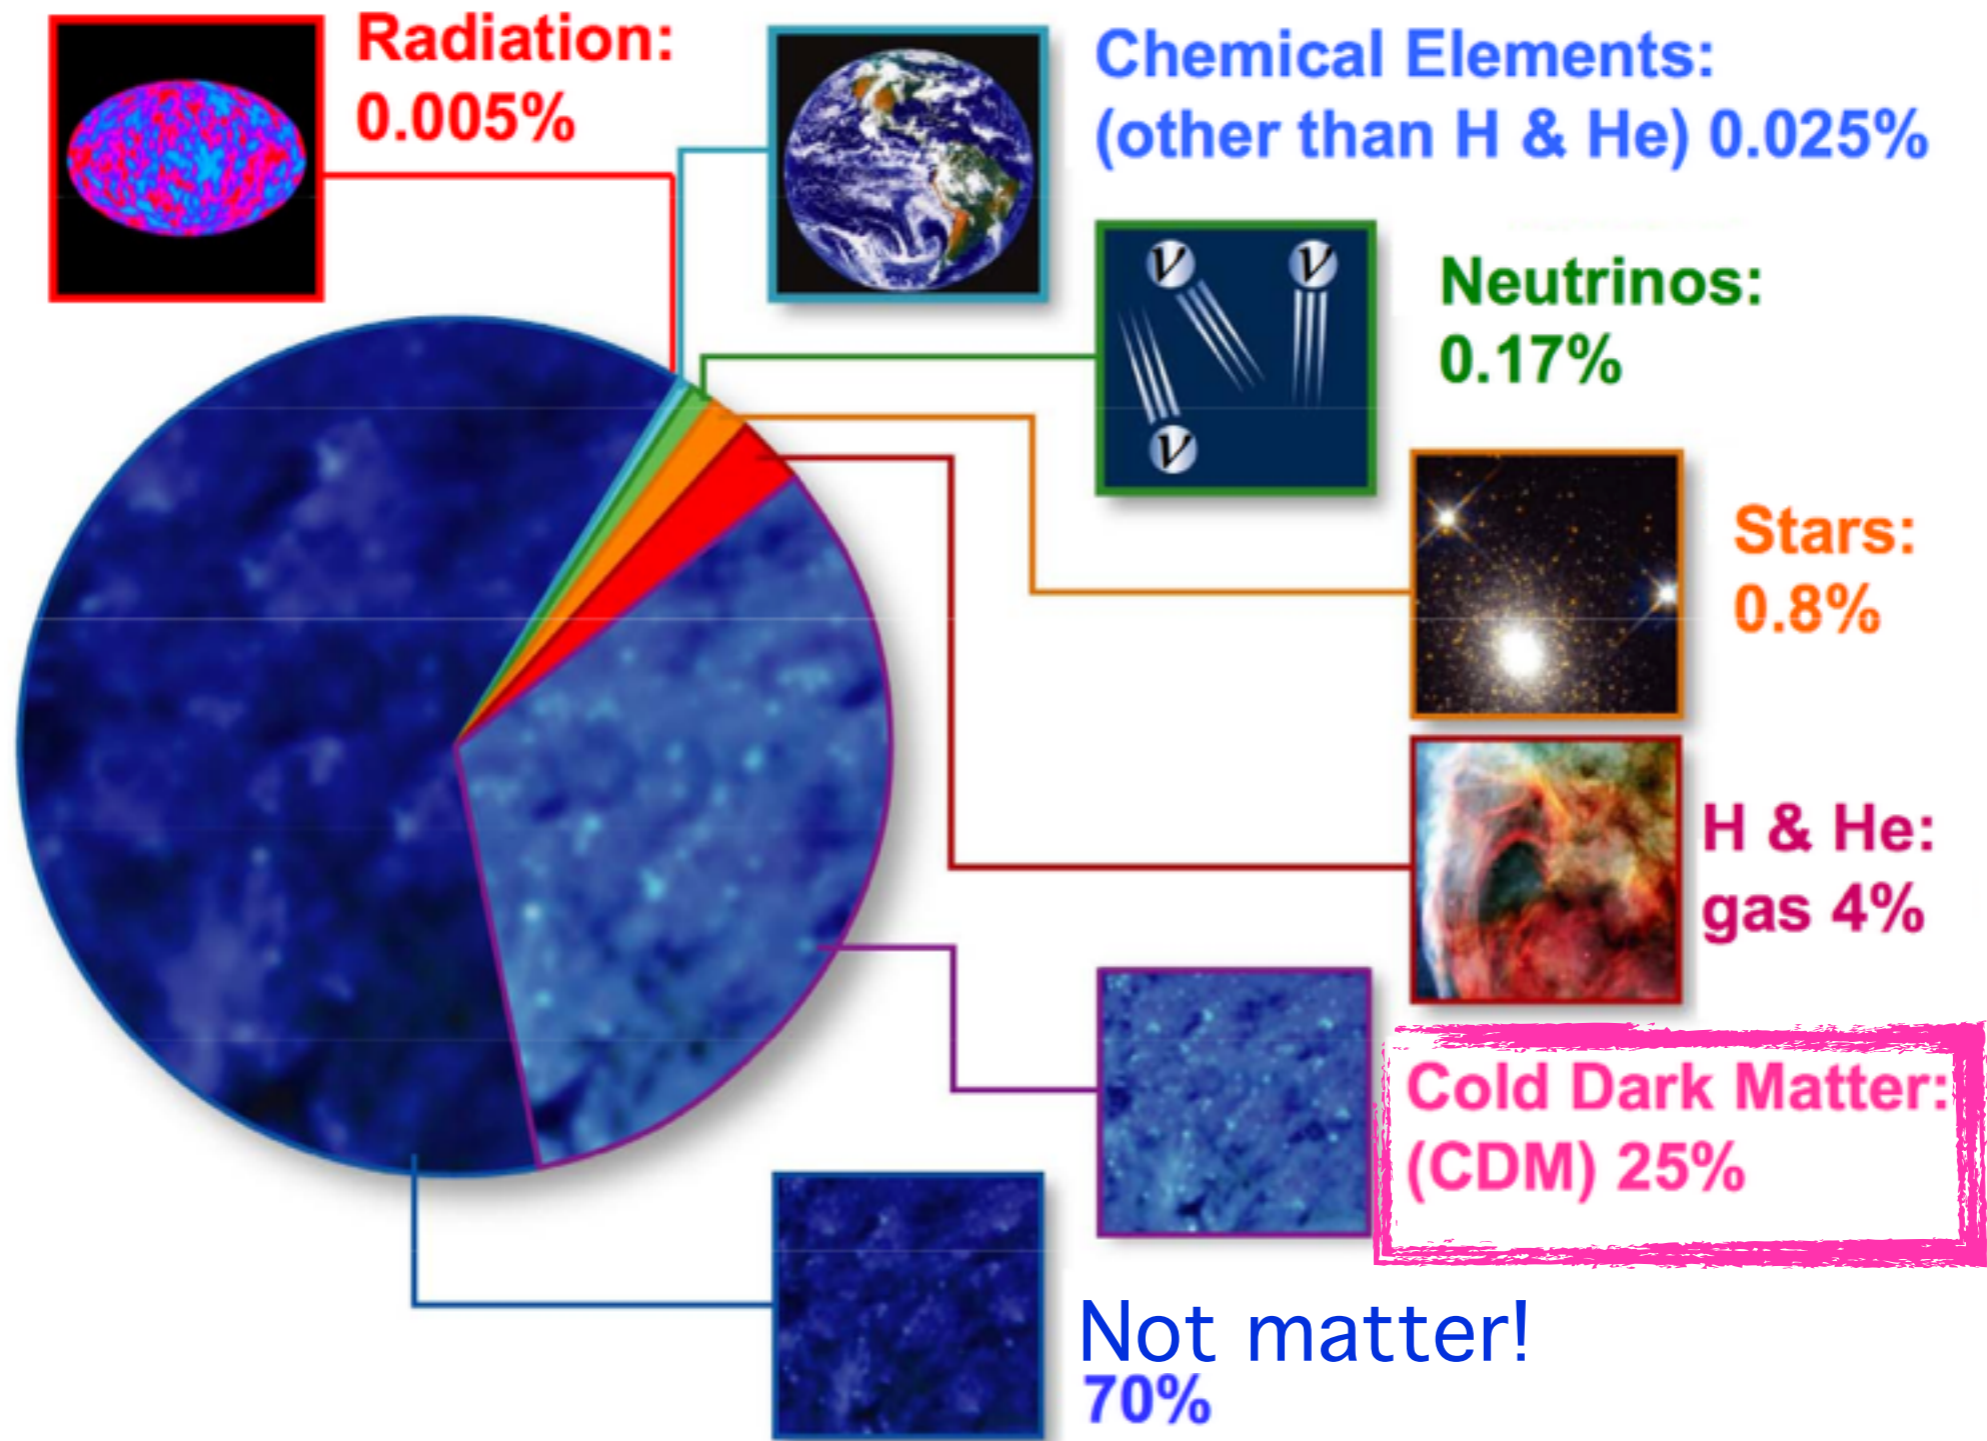 Radiation:
0.005%
Chemical Elements:
(other than H & He) 0.025%
ν
ν
ν
Neutrinos:
0.17%
Stars:
0.8%
H & He:
gas 4%
Cold Dark Matter:
(CDM) 25%
Not matter!
70%